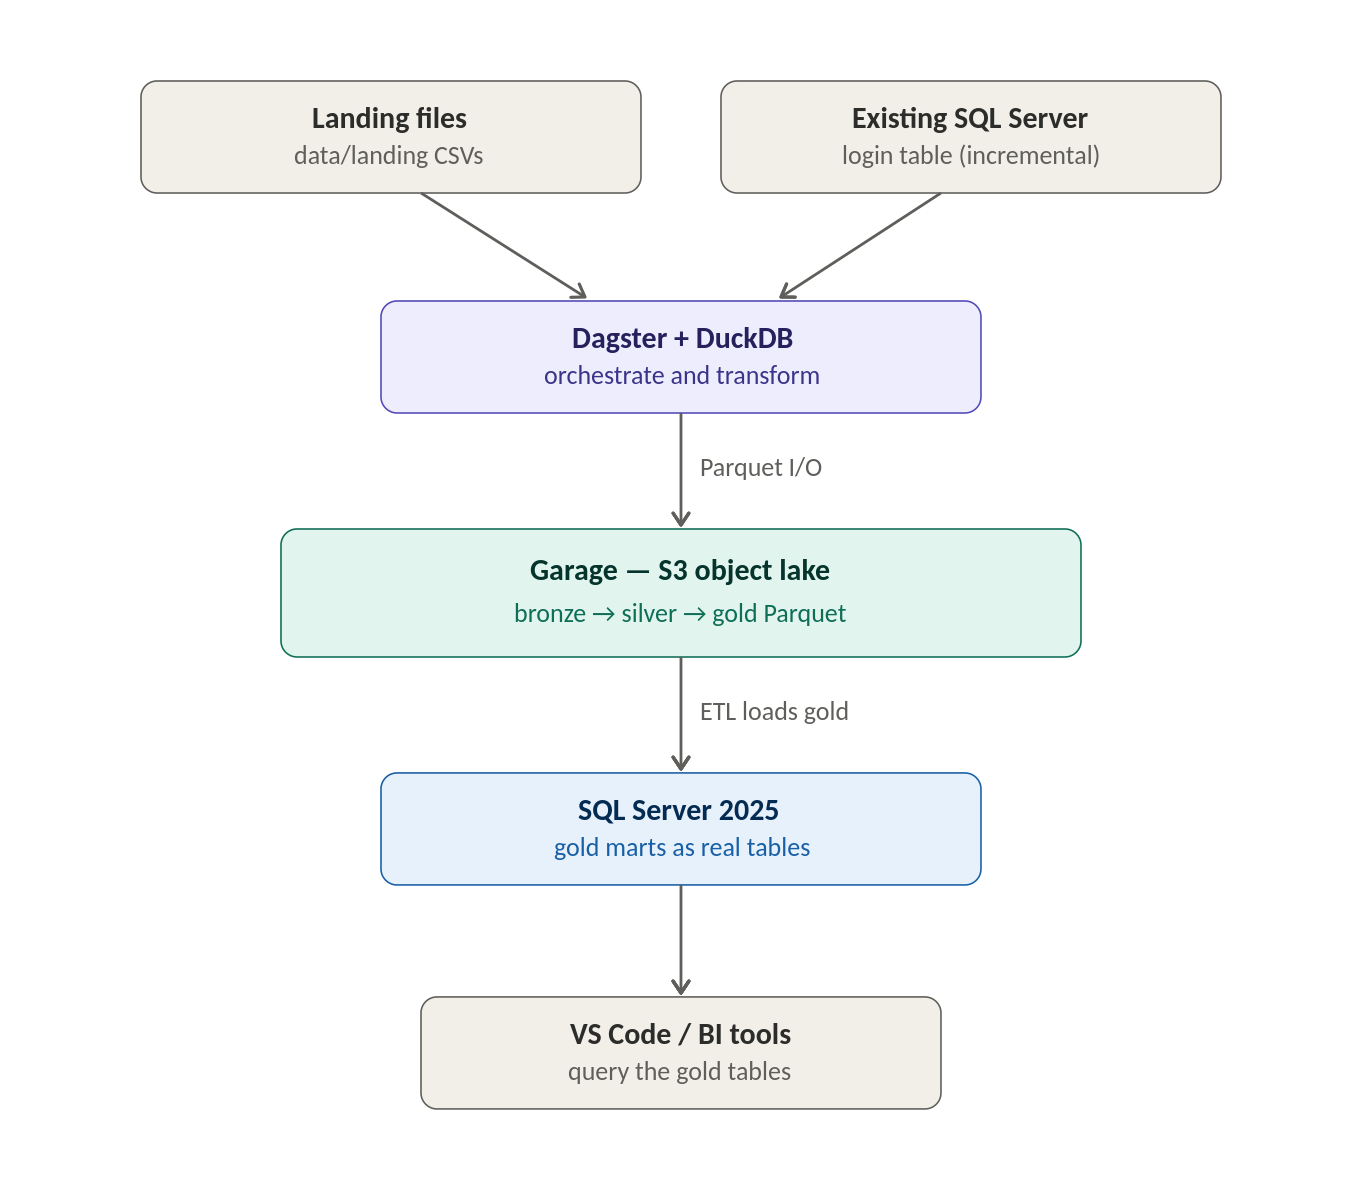 Landing files
data/landing CSVs
Existing SQL Server
login table (incremental)
Dagster + DuckDB
orchestrate and transform
Parquet I/O
Garage — S3 object lake
bronze → silver → gold Parquet
ETL loads gold
SQL Server 2025
gold marts as real tables
VS Code / BI tools
query the gold tables